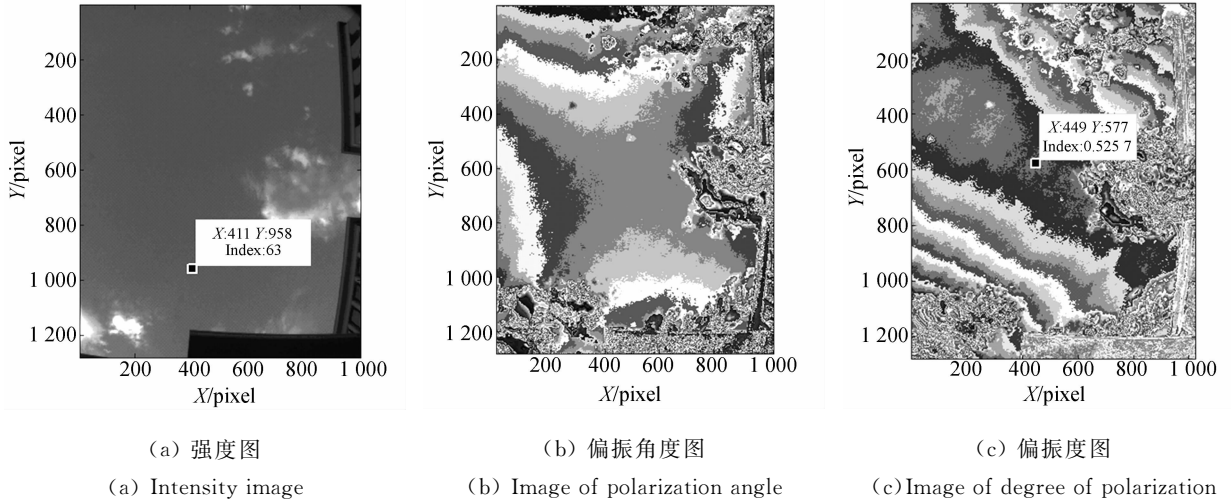 200
400
600
800
1 000
1 200
Y/pixel
X:411 Y:958
Index:63
200 400 600 800 1 000
X/pixel
(a) 强度图
(a) Intensity image
200
400
600
800
1 000
1 200
Y/pixel
200 400 600 800 1 000
X/pixel
(b) 偏振角度图
(b) Image of polarization angle
200
400
600
800
1 000
1 200
Y/pixel
X:449 Y:577
Index:0.525 7
200 400 600 800 1 000
X/pixel
(c) 偏振度图
(c)Image of degree of polarization